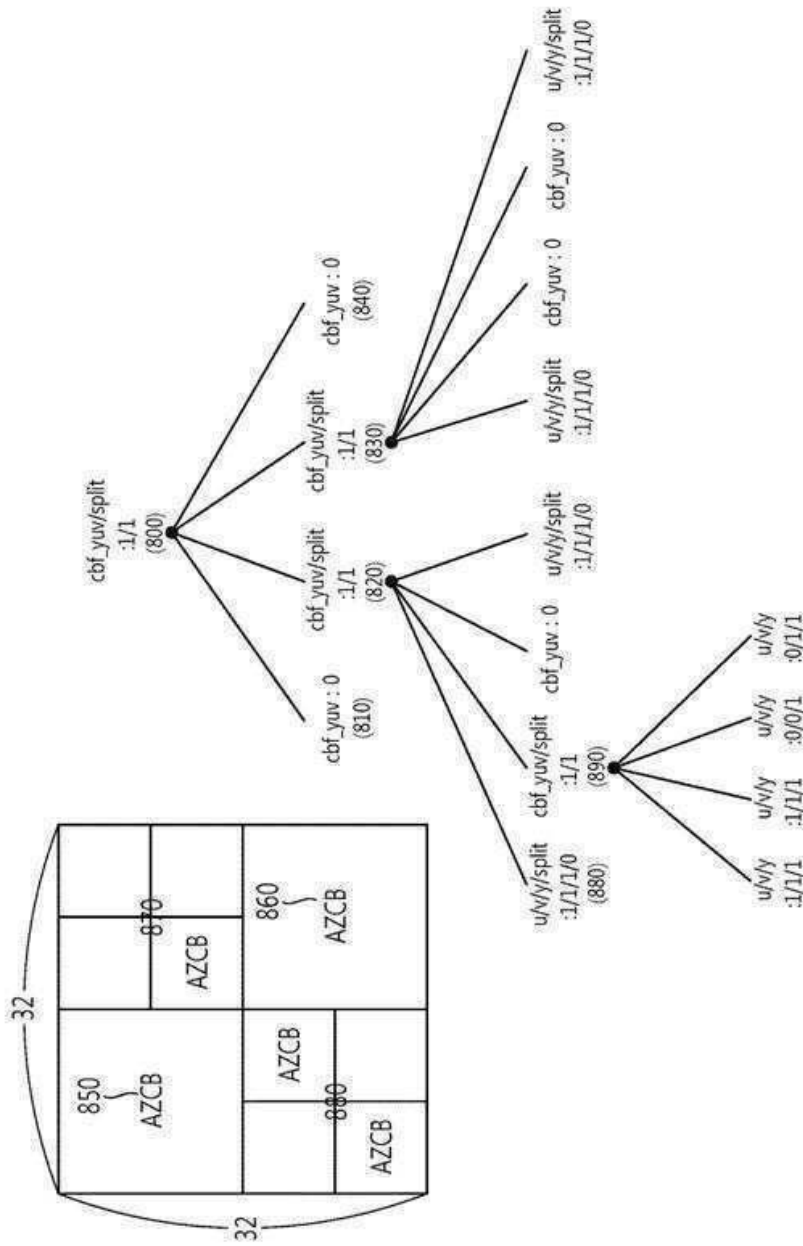 32
32
850
AZCB
870
AZCB
860
AZCB
AZCB
880
AZCB
cbf_yuv/split
:1/1
(800)
cbf_yuv : 0
(810)
cbf_yuv/split
:1/1
(820)
cbf_yuv/split
:1/1
(830)
cbf_yuv : 0
(840)
u/v/y/split
:1/1/1/0
(880)
cbf_yuv/split
:1/1
(890)
cbf_yuv : 0
u/v/y/split
:1/1/1/0
u/v/y/split
:1/1/1/0
cbf_yuv : 0
cbf_yuv : 0
u/v/y/split
:1/1/1/0
u/v/y
:1/1/1
u/v/y
:1/1/1
u/v/y
:0/0/1
u/v/y
:0/1/1